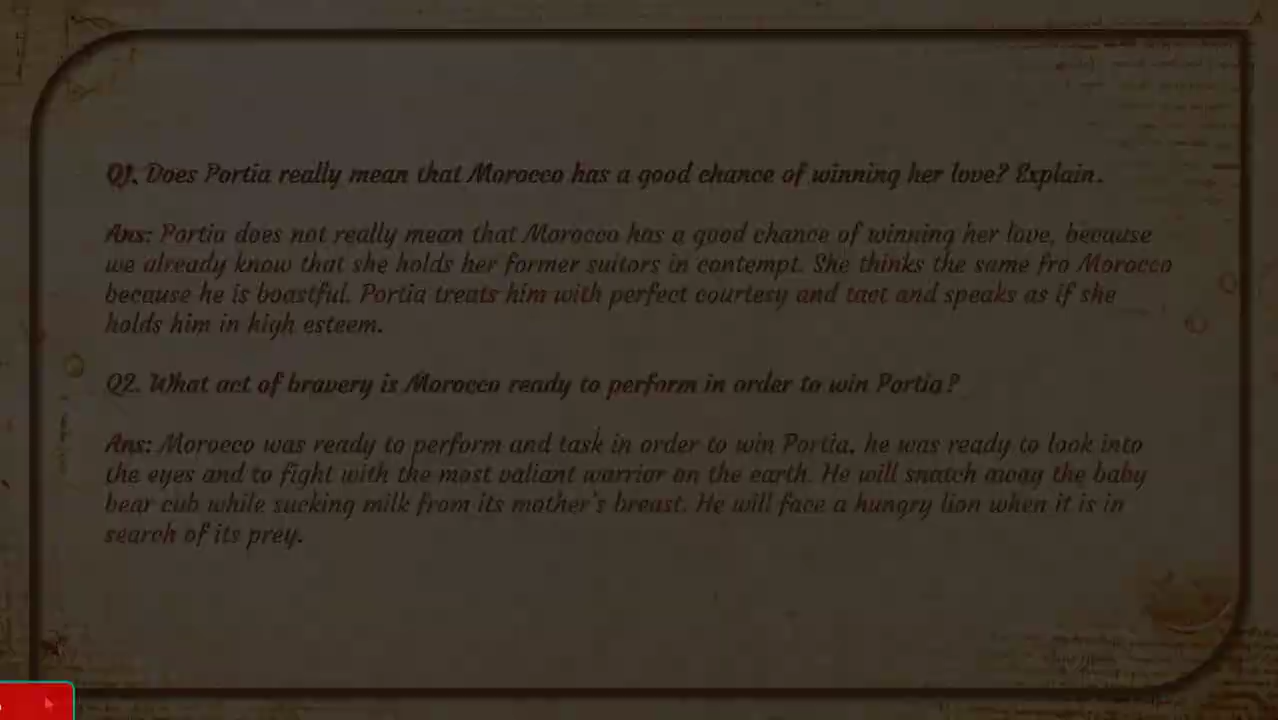 Q1. Does Portia really mean that Morocco has a good chance of winning her love? Explain.
Ans: Portia does not really mean that Morocco has a good chance of winning her love, because
we already know that she holds her former suitors in contempt. She thinks the same fro Morocco
because he is boastful. Portia treats him with perfect courtesy and tact and speaks as if she
holds him in high esteem.
Q2. What act of bravery is Morocco ready to perform in order to win Portia?
Ans: Morocco was ready to perform and task in order to win Portia. he was ready to look into
the eyes and to fight with the most valiant warrior on the earth. He will snatch away the baby
bear cub while sucking milk from its mother's breast. He will face a hungry lion when it is in
search of its prey.